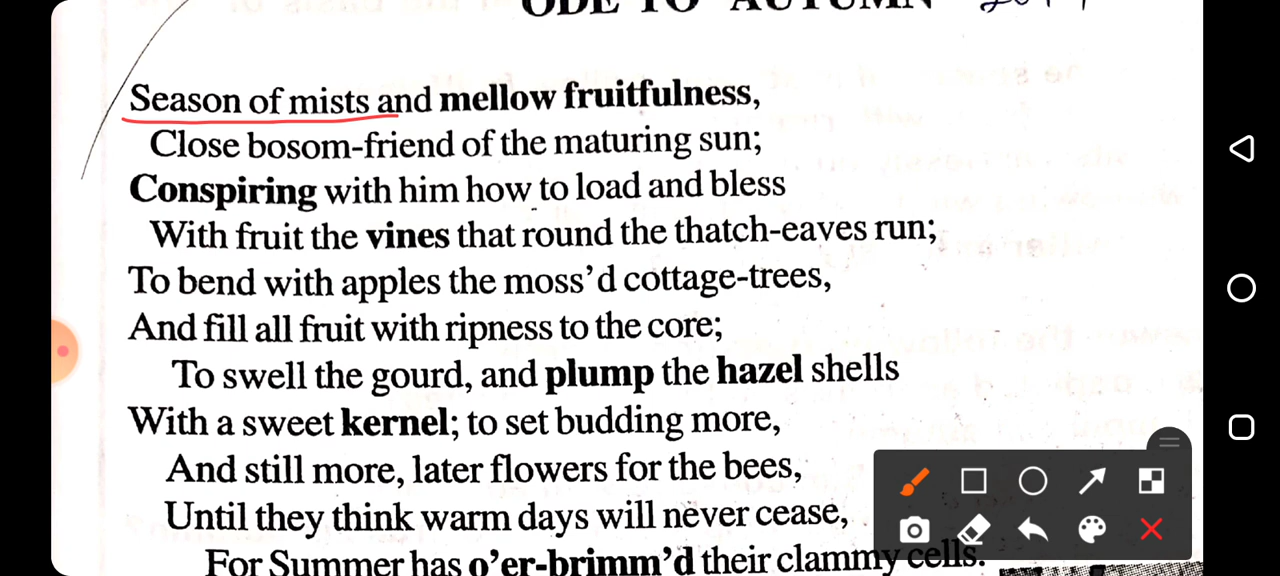 ODE TO AUTUMN
Season of mists and mellow fruitfulness,
Close bosom-friend of the maturing sun;
Conspiring with him how to load and bless
With fruit the vines that round the thatch-eaves run;
To bend with apples the moss'd cottage-trees,
And fill all fruit with ripness to the core;
To swell the gourd, and plump the hazel shells
With a sweet kernel; to set budding more,
And still more, later flowers for the bees,
Until they think warm days will never cease,
For Summer has o'er-brimm'd their clammy cells.